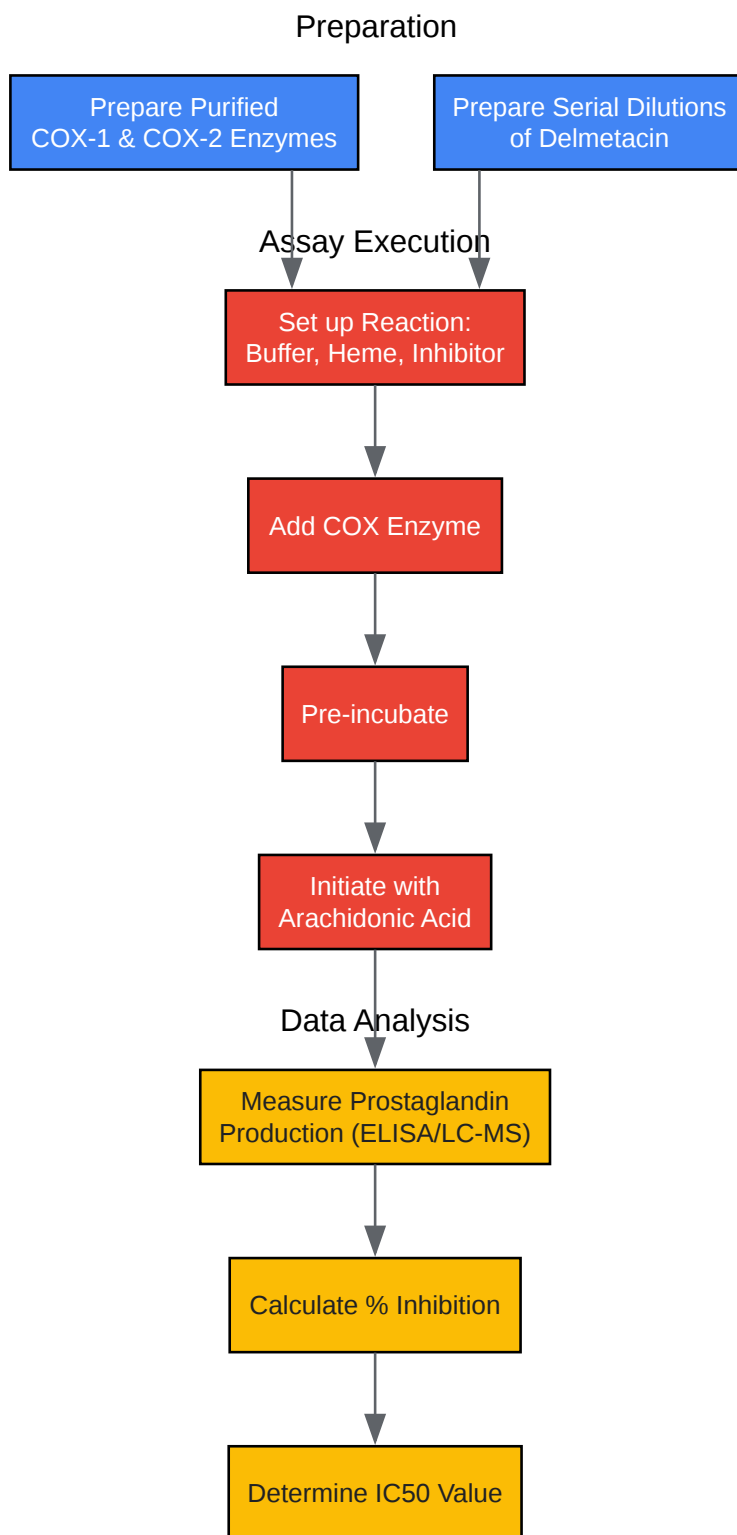 Preparation
Prepare Purified
COX-1 & COX-2 Enzymes
Prepare Serial Dilutions
of Delmetacin
Assay Execution
Set up Reaction:
Buffer, Heme, Inhibitor
Add COX Enzyme
Pre-incubate
Initiate with
Arachidonic Acid
Data Analysis
Measure Prostaglandin
Production (ELISA/LC-MS)
Calculate % Inhibition
Determine IC50 Value